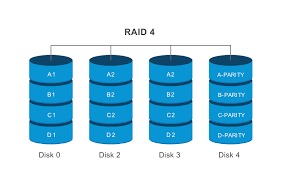 RAID 4
A1 A2 A2 A-PARITY
B1 B2 B2 B-PARITY
C1 C2 C2 C-PARITY
D1 D2 D2 D-PARITY
Disk 0 Disk 2 Disk 3 Disk 4